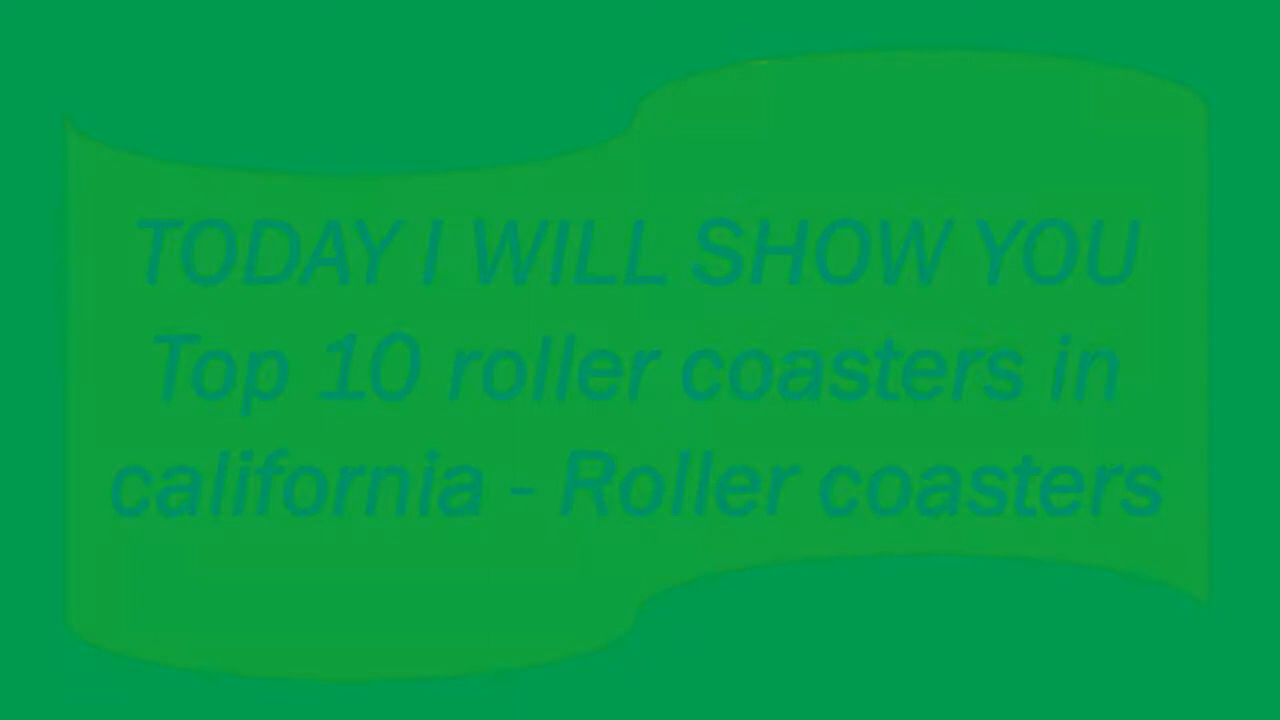 TODAY I WILL SHOW YOU
Top 10 roller coasters in
california - Roller coasters